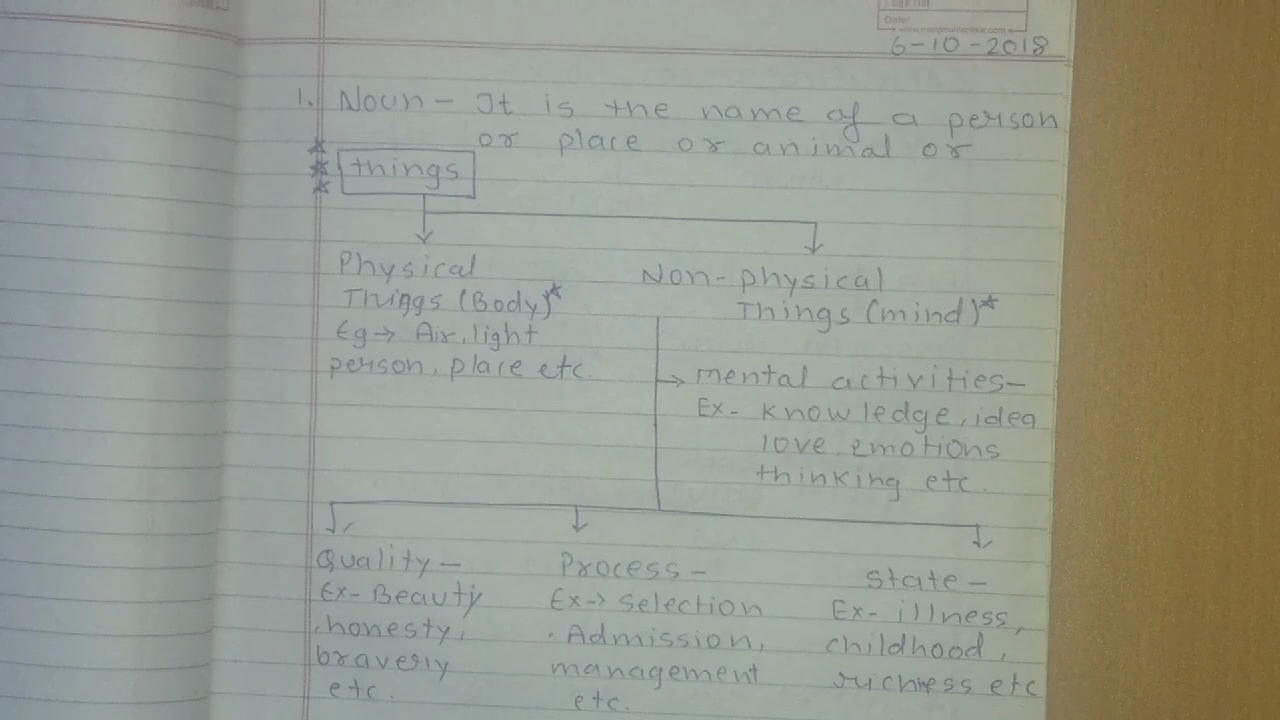 Date:
6-10-2018
1. Noun - It is the name of a person
or place or animal or
things
Physical
Things (Body)*
Eg → Air, light
person, place etc.
Non-physical
Things (mind)*
→ mental activities-
Ex- knowledge, idea
love, emotions
thinking etc.
Quality -
Ex- Beauty
, honesty,
bravery
etc.
Process -
Ex-> selection
. Admission,
management
etc.
State -
Ex- illness,
childhood,
richness etc